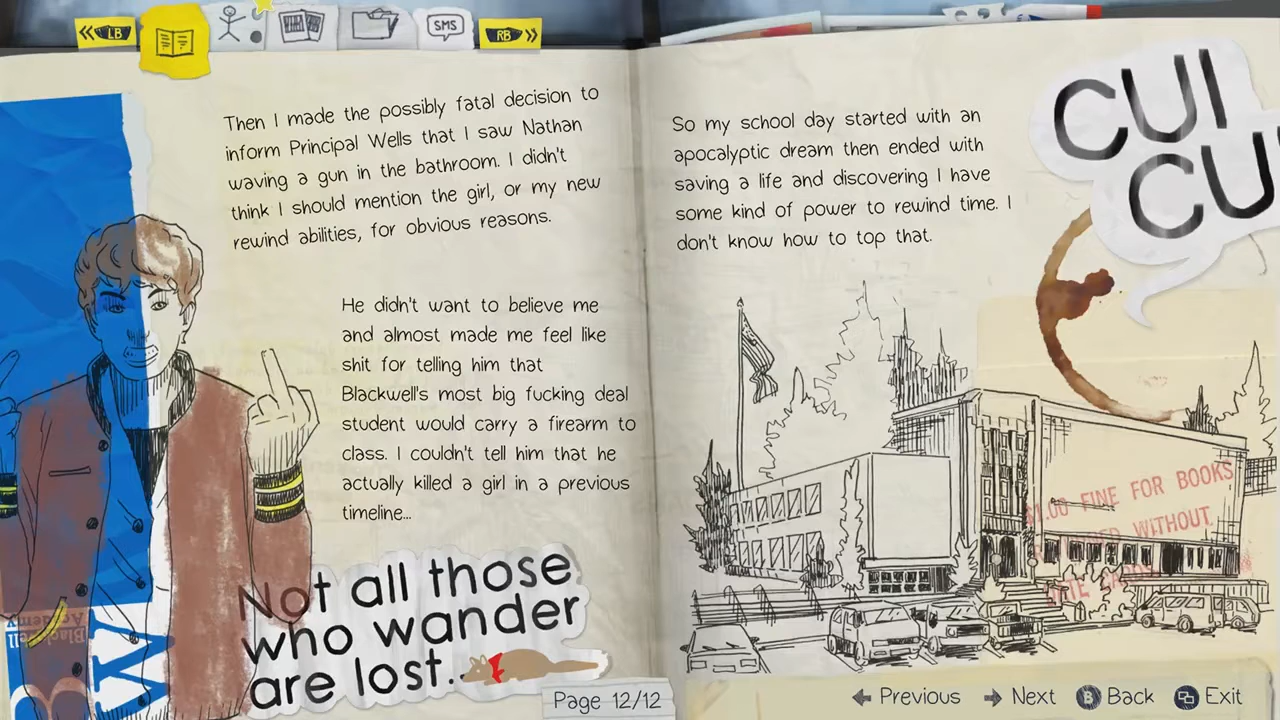 LB
SMS
RB
Then I made the possibly fatal decision to
inform Principal Wells that I saw Nathan
waving a gun in the bathroom. I didn't
think I should mention the girl, or my new
rewind abilities, for obvious reasons.
He didn't want to believe me
and almost made me feel like
shit for telling him that
Blackwell's most big fucking deal
student would carry a firearm to
class. I couldn't tell him that he
actually killed a girl in a previous
timeline...
Not all those
who wander
are lost.
Blackwell
Academy
Page 12/12
So my school day started with an
apocalyptic dream then ended with
saving a life and discovering I have
some kind of power to rewind time. I
don't know how to top that.
CUI
CUI
FINE FOR BOOKS
WITHOUT
Previous
Next
B Back
Exit